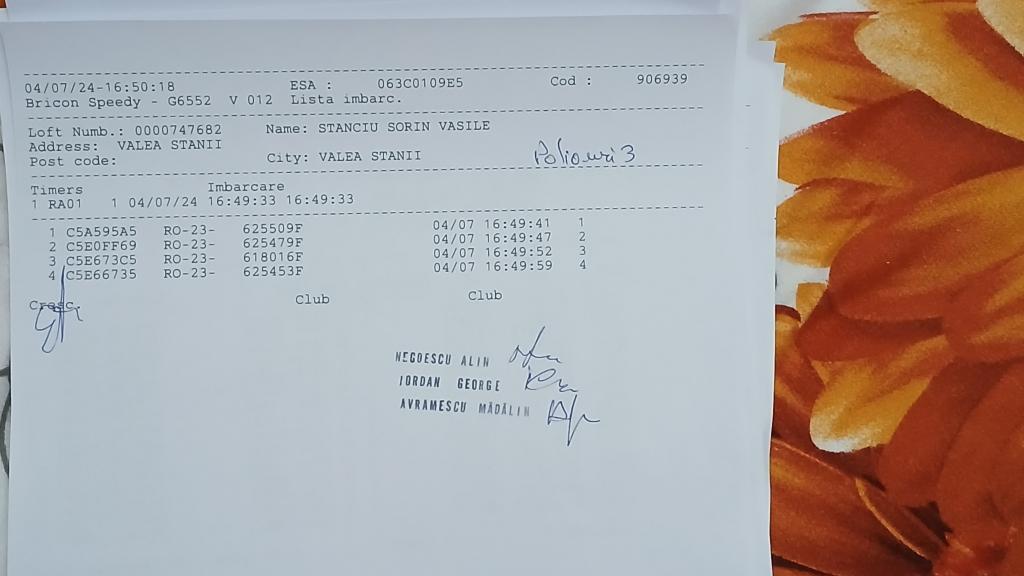 04/07/24-16:50:18 ESA : 063C0109E5 Cod : 906939
Bricon Speedy - G6552 V 012 Lista imbarc.
Loft Numb.: 0000747682 Name: STANCIU SORIN VASILE
Address: VALEA STANII
Post code: City: VALEA STANII
Timers Imbarcare
1 RA01 1 04/07/24 16:49:33 16:49:33
1 C5A595A5 RO-23- 625509F 04/07 16:49:41 1
2 C5E0FF69 RO-23- 625479F 04/07 16:49:47 2
3 C5E673C5 RO-23- 618016F 04/07 16:49:52 3
4 C5E66735 RO-23- 625453F 04/07 16:49:59 4
Cresc Club Club
NEGOESCU ALIN
IORDAN GEORGE
AVRAMESCU MĂDĂLIN